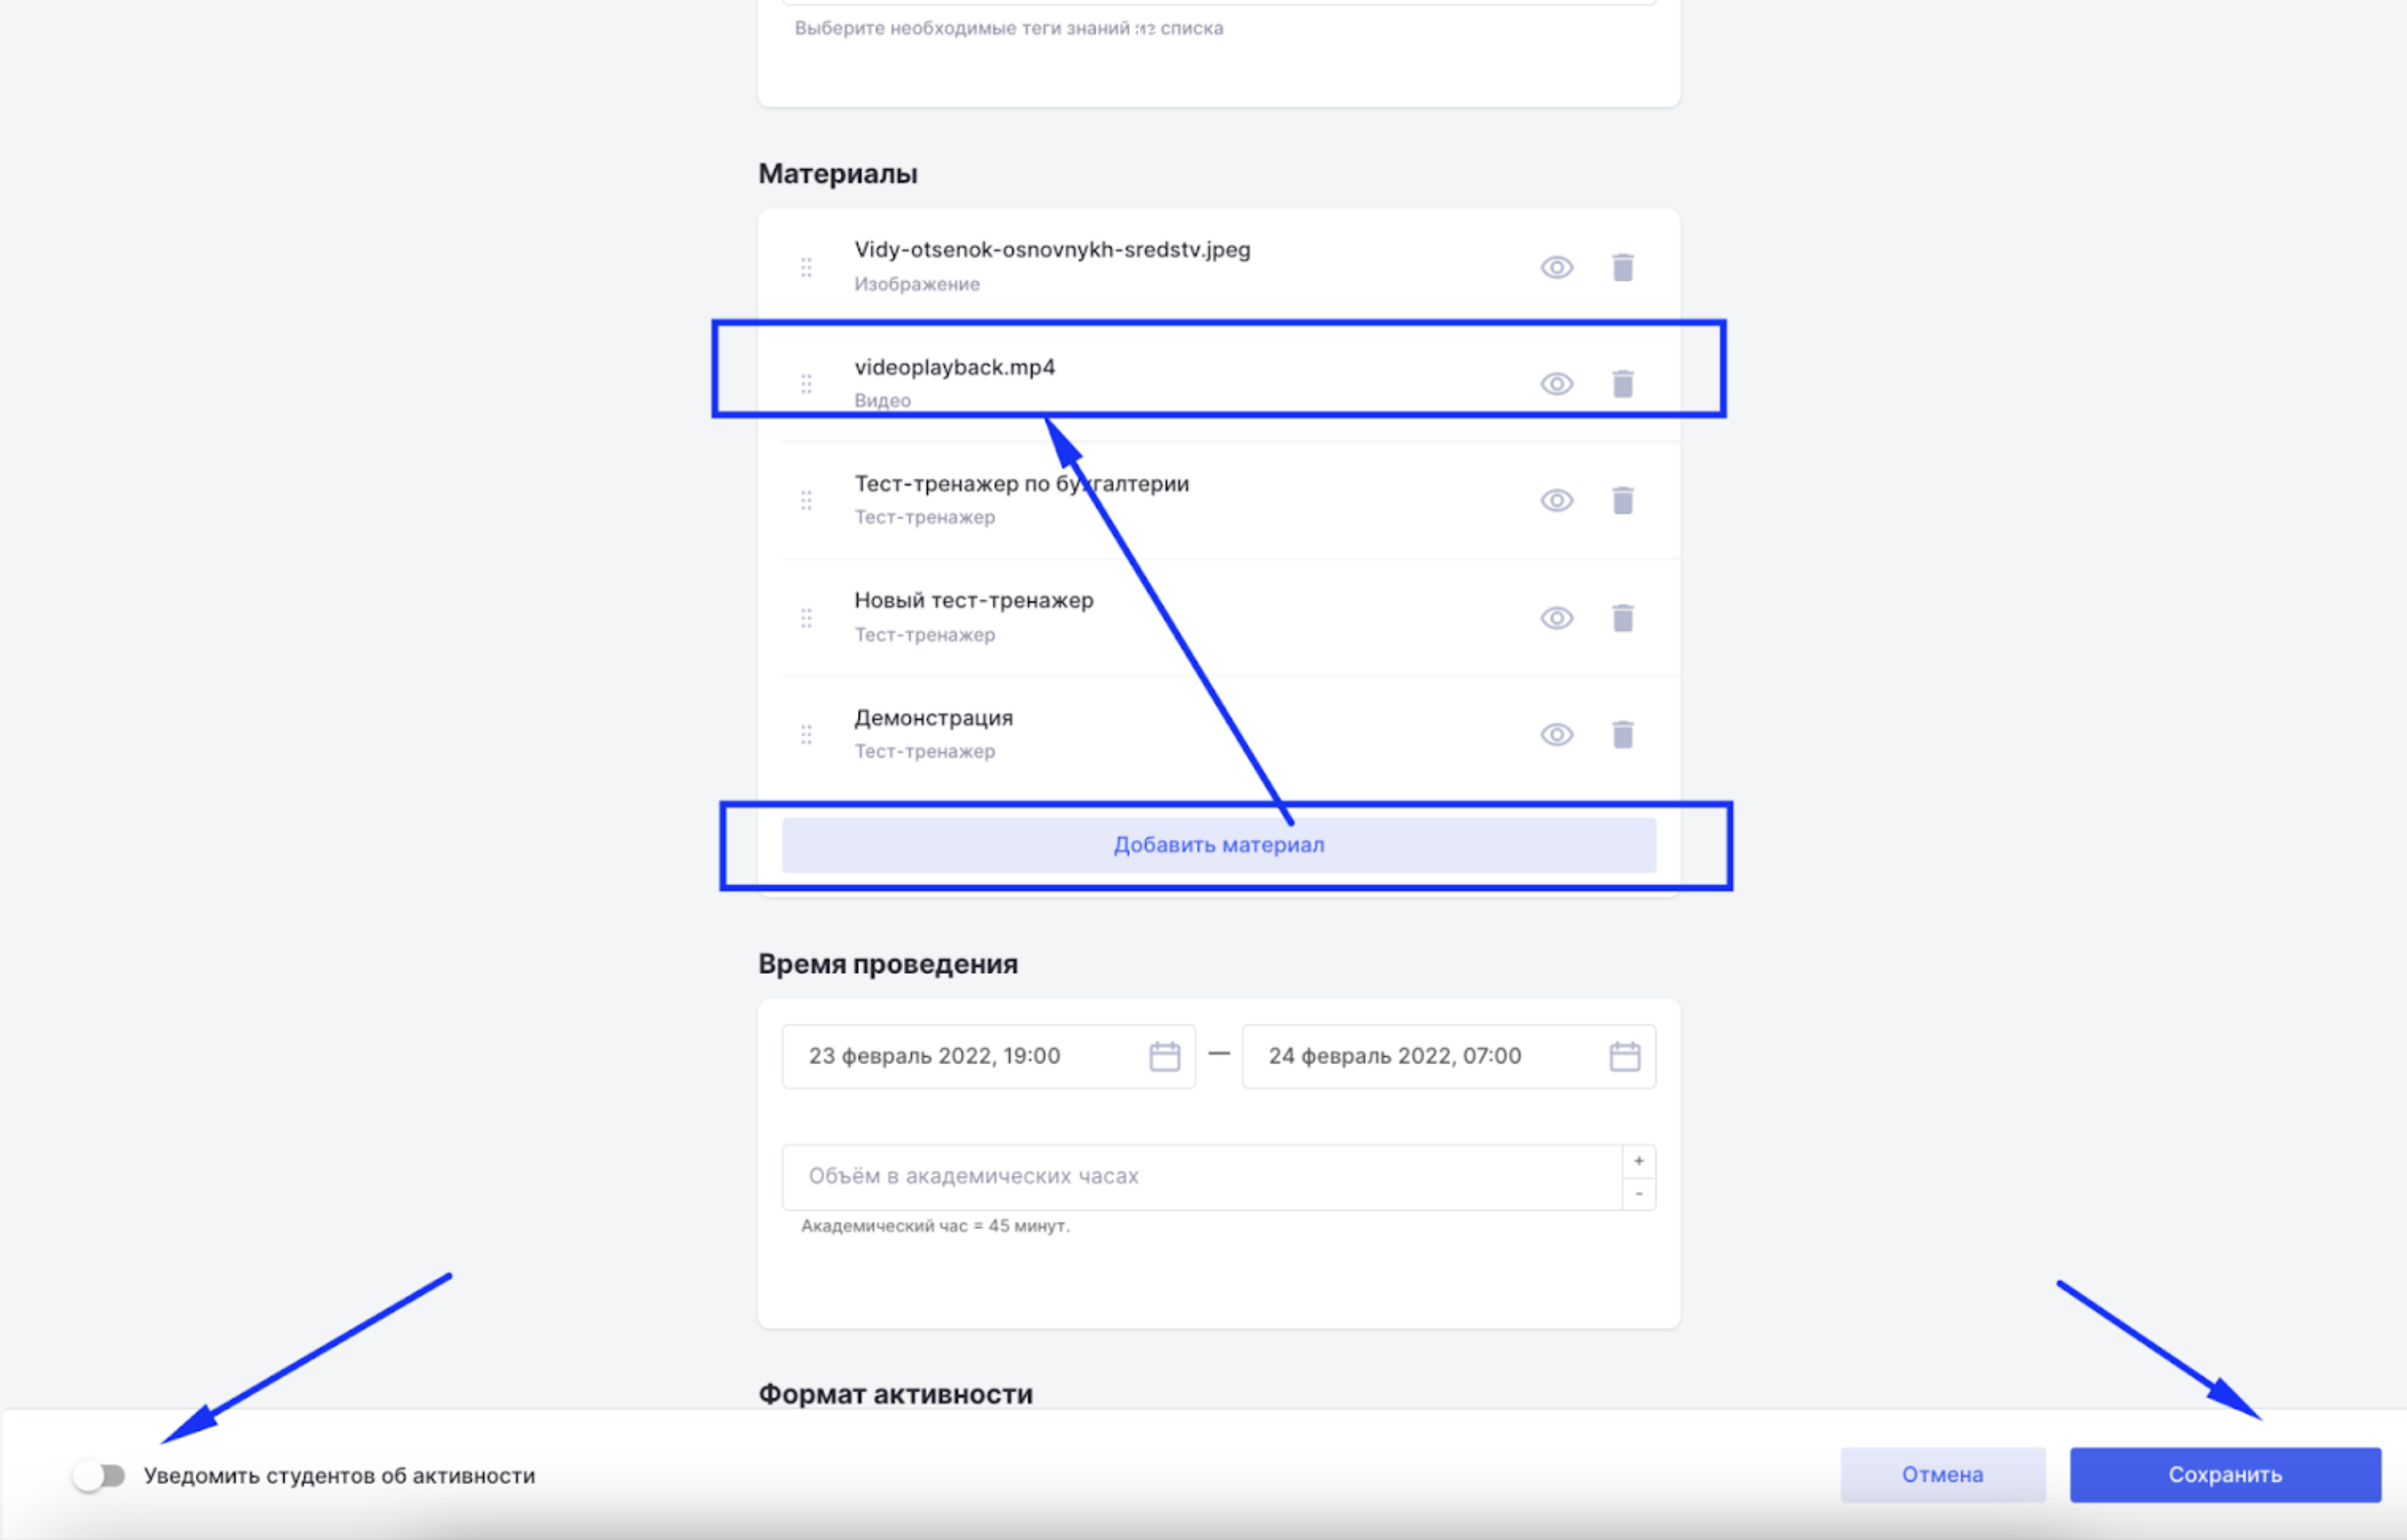 Выберите необходимые теги знаний из списка
Материалы
Vidy-otsenok-osnovnykh-sredstv.jpeg
Изображение
videoplayback.mp4
Видео
Тест-тренажер по бухгалтерии
Тест-тренажер
Новый тест-тренажер
Тест-тренажер
Демонстрация
Тест-тренажер
Добавить материал
Время проведения
23 февраль 2022, 19:00 — 24 февраль 2022, 07:00
Объём в академических часах
+
-
Академический час = 45 минут.
Формат активности
Уведомить студентов об активности
Отмена
Сохранить